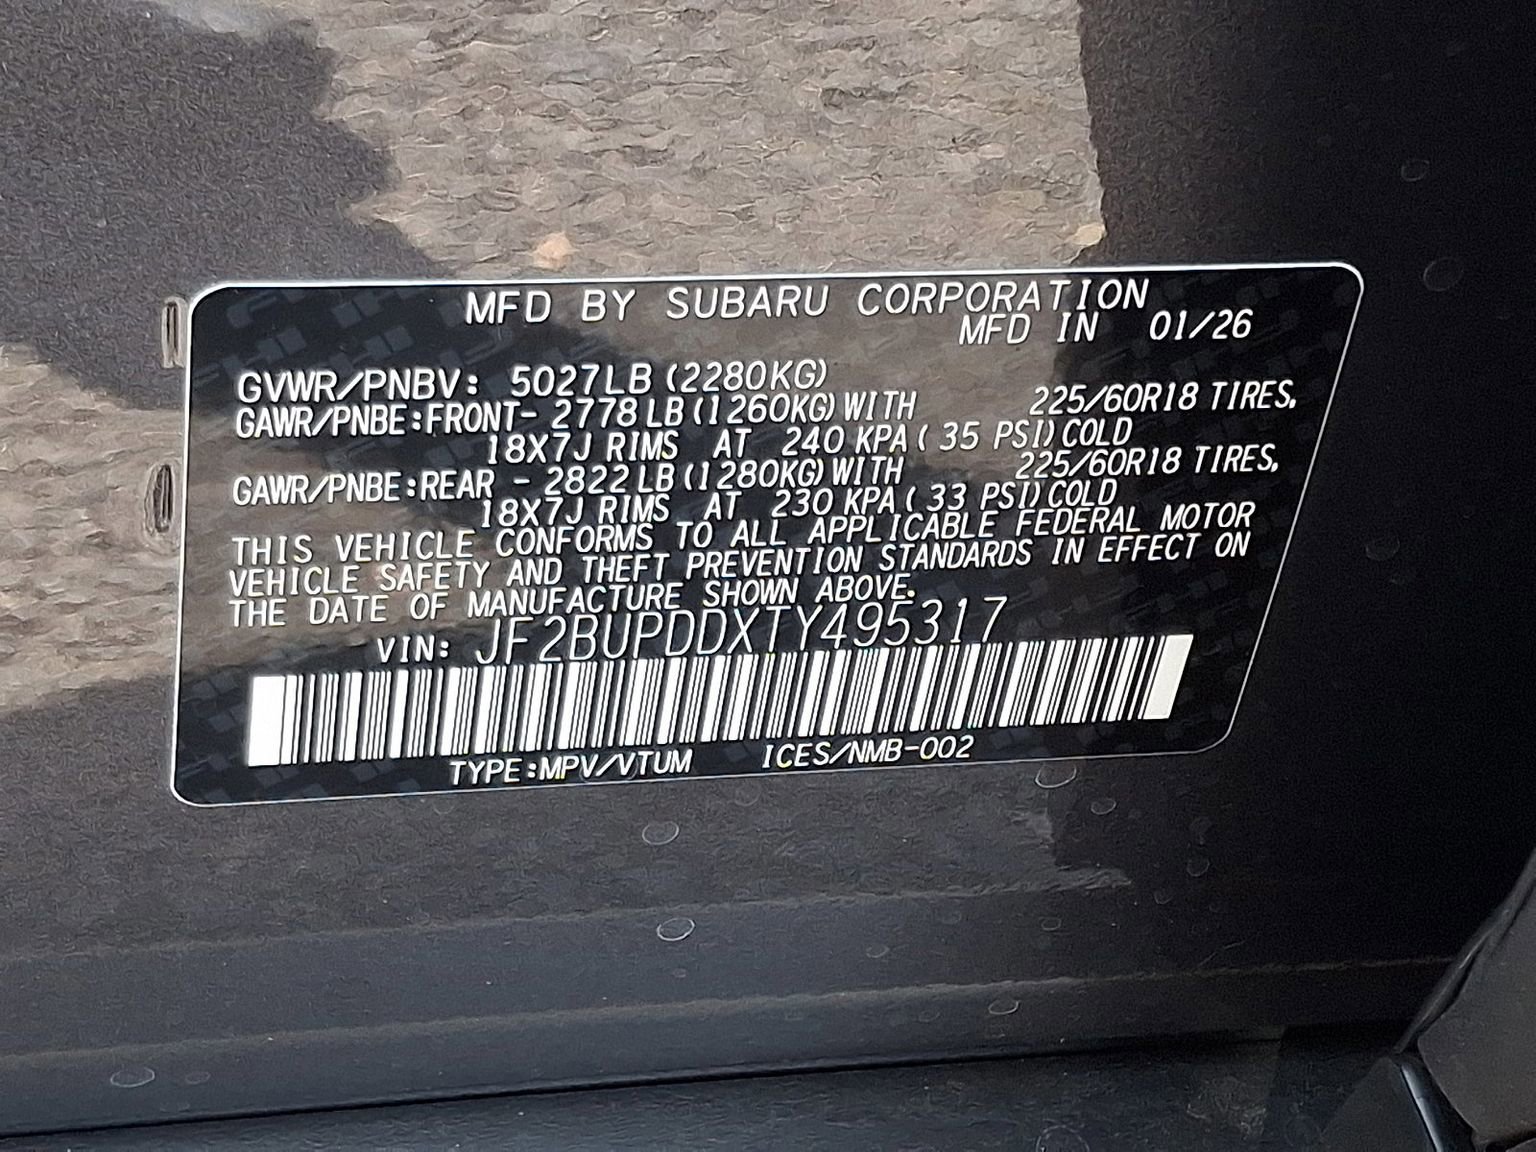 MFD BY SUBARU CORPORATION
MFD IN 01/26
GVWR/PNBV: 5027LB (2280KG)
GAWR/PNBE:FRONT- 2778 LB (1260KG) WITH 225/60R18 TIRES,
18X7J RIMS AT 240 KPA ( 35 PSI) COLD
GAWR/PNBE:REAR - 2822 LB (1280KG) WITH 225/60R18 TIRES,
18X7J RIMS AT 230 KPA ( 33 PSI) COLD
THIS VEHICLE CONFORMS TO ALL APPLICABLE FEDERAL MOTOR
VEHICLE SAFETY AND THEFT PREVENTION STANDARDS IN EFFECT ON
THE DATE OF MANUFACTURE SHOWN ABOVE.
VIN: JF2BUPDDXTY495317
TYPE:MPV/VTUM ICES/NMB-002